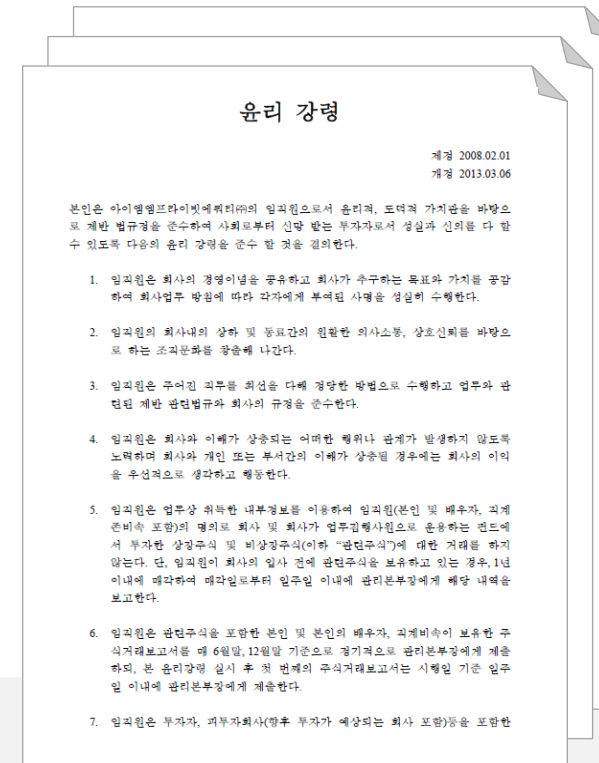 윤리 강령
제정 2008.02.01
개정 2013.03.06
본인은 아이엠엠프라이빗에쿼티㈜의 임직원으로서 윤리적, 도덕적 가치관을 바탕으
로 제반 법규정을 준수하여 사회로부터 신망 받는 투자자로서 성실과 신의를 다 할
수 있도록 다음의 윤리 강령을 준수 할 것을 결의한다.
1. 임직원은 회사의 경영이념을 공유하고 회사가 추구하는 목표와 가치를 공감
하여 회사업무 방침에 따라 각자에게 부여된 사명을 성실히 수행한다.
2. 임직원의 회사내의 상하 및 동료간의 원활한 의사소통, 상호신뢰를 바탕으
로 하는 조직문화를 창출해 나간다.
3. 임직원은 주어진 직무를 최선을 다해 정당한 방법으로 수행하고 업무와 관
련된 제반 관련법규와 회사의 규정을 준수한다.
4. 임직원은 회사와 이해가 상충되는 어떠한 행위나 관계가 발생하지 않도록
노력하며 회사와 개인 또는 부서간의 이해가 상충될 경우에는 회사의 이익
을 우선적으로 생각하고 행동한다.
5. 임직원은 업무상 취득한 내부정보를 이용하여 임직원(본인 및 배우자, 직계
존비속 포함)의 명의로 회사 및 회사가 업무집행사원으로 운용하는 펀드에
서 투자한 상장주식 및 비상장주식(이하 “관련주식”)에 대한 거래를 하지
않는다. 단, 임직원이 회사의 입사 전에 관련주식을 보유하고 있는 경우, 1년
이내에 매각하여 매각일로부터 일주일 이내에 관리본부장에게 해당 내역을
보고한다.
6. 임직원은 관련주식을 포함한 본인 및 본인의 배우자, 직계비속이 보유한 주
식거래보고서를 매 6월말, 12월말 기준으로 정기적으로 관리본부장에게 제출
하되, 본 윤리강령 실시 후 첫 번째의 주식거래보고서는 시행일 기준 일주
일 이내에 관리본부장에게 제출한다.
7. 임직원은 투자자, 피투자회사(향후 투자가 예상되는 회사 포함)등을 포함한